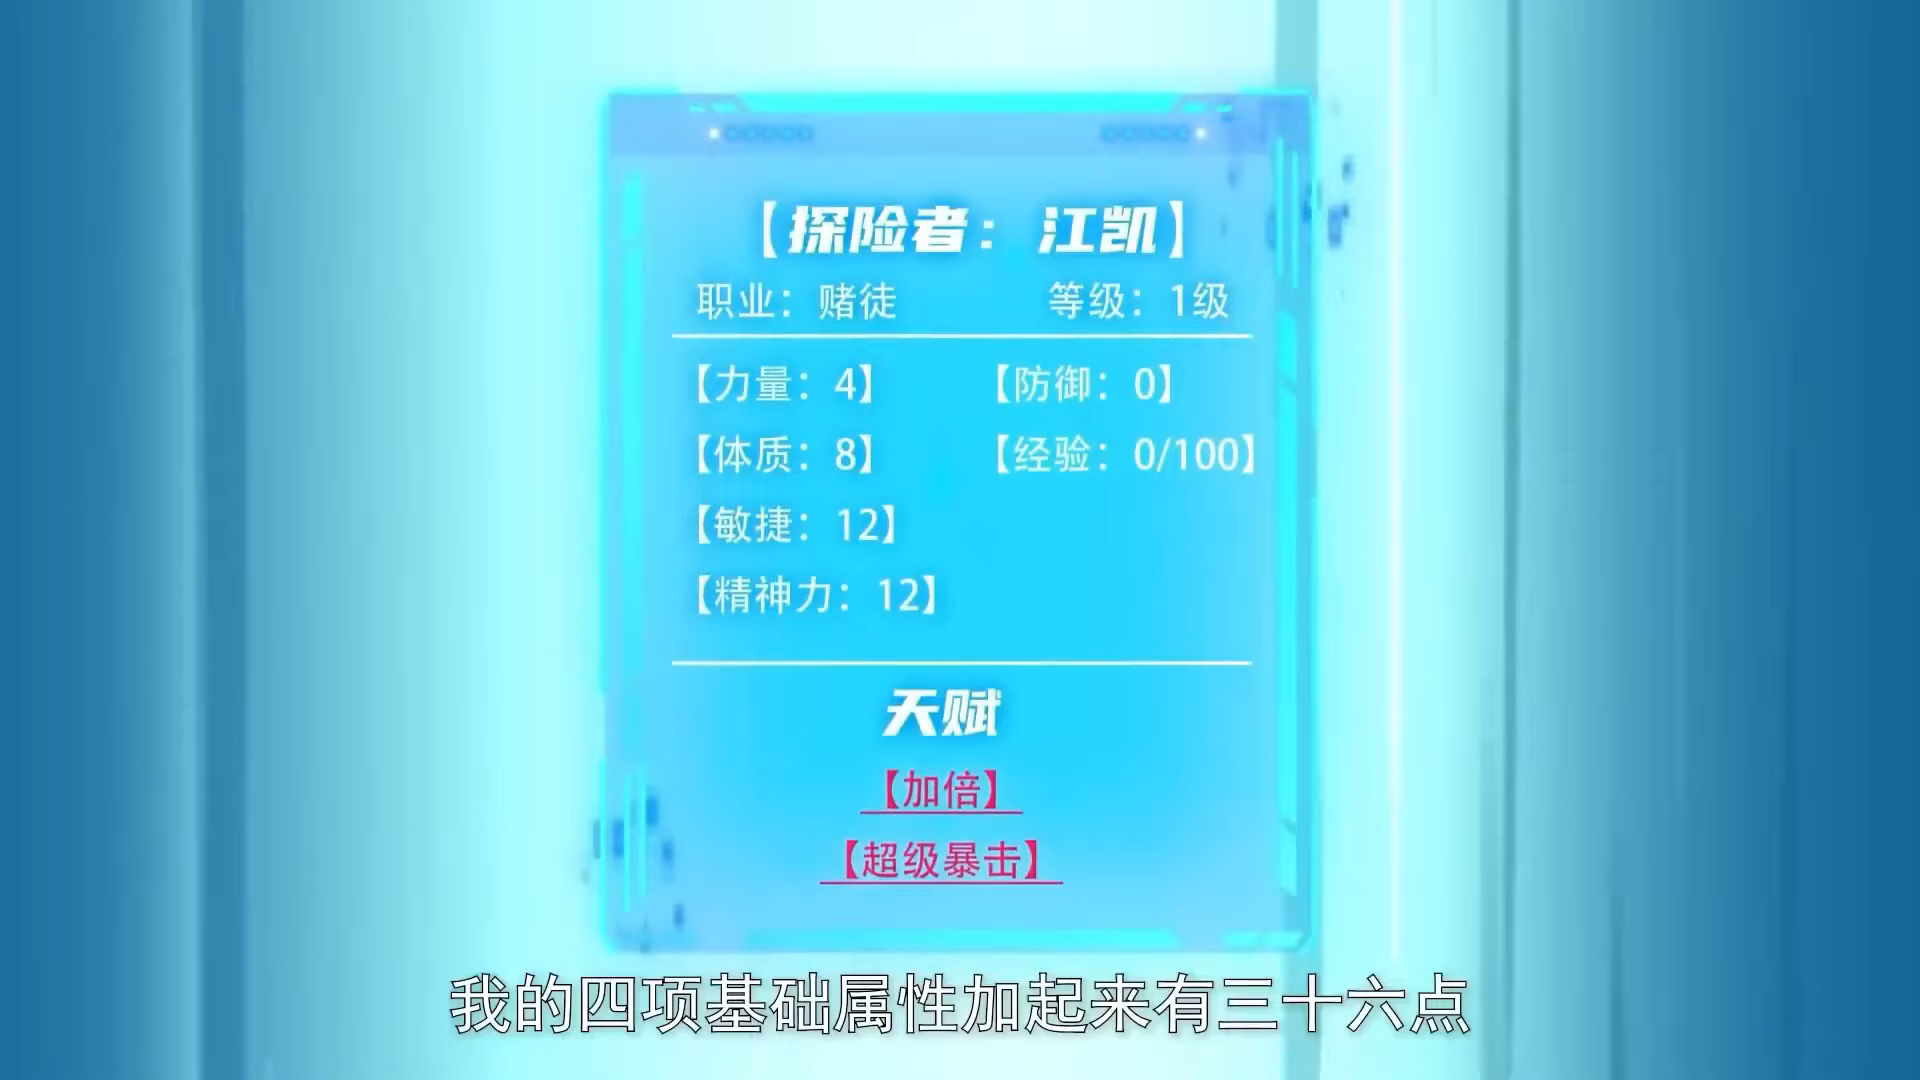 【探险者：江凯】
职业：赌徒 等级：1级
【力量：4】 【防御：0】
【体质：8】 【经验：0/100】
【敏捷：12】
【精神力：12】
天赋
【加倍】
【超级暴击】
我的四项基础属性加起来有三十六点